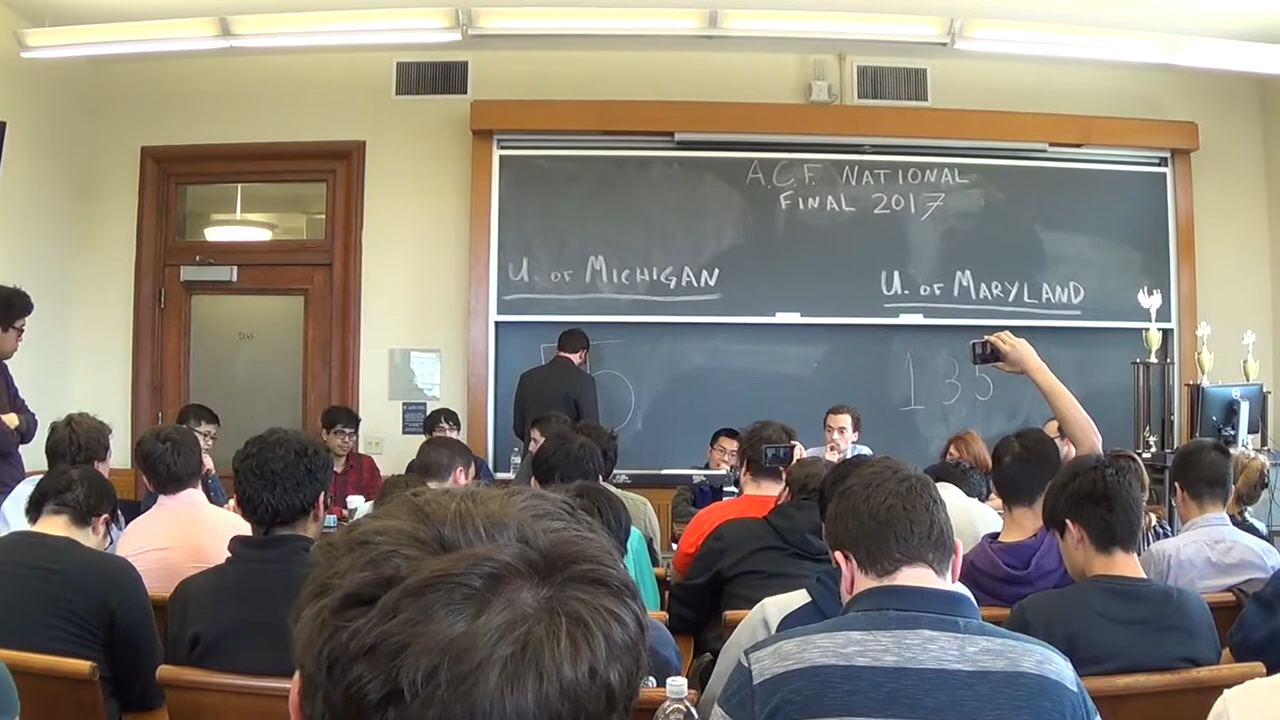 A.C.F. NATIONAL
FINAL 2017
U. OF MICHIGAN
U. OF MARYLAND
135